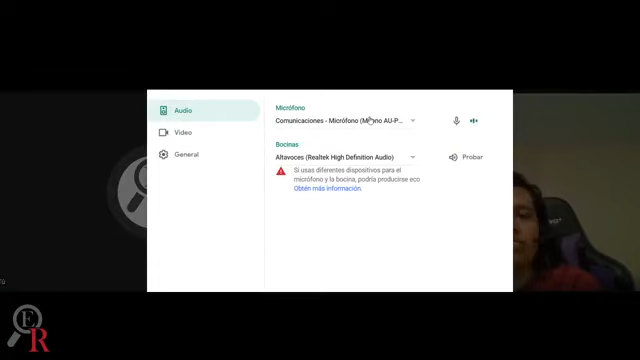 Audio
Video
General
Micrófono
Comunicaciones - Micrófono (
AU-P...
Bocinas
Altavoces (Realtek High Definition Audio)
Probar
Si usas diferentes dispositivos para el
micrófono y la bocina, podría producirse eco
Obtén más información.
Tú
E
R